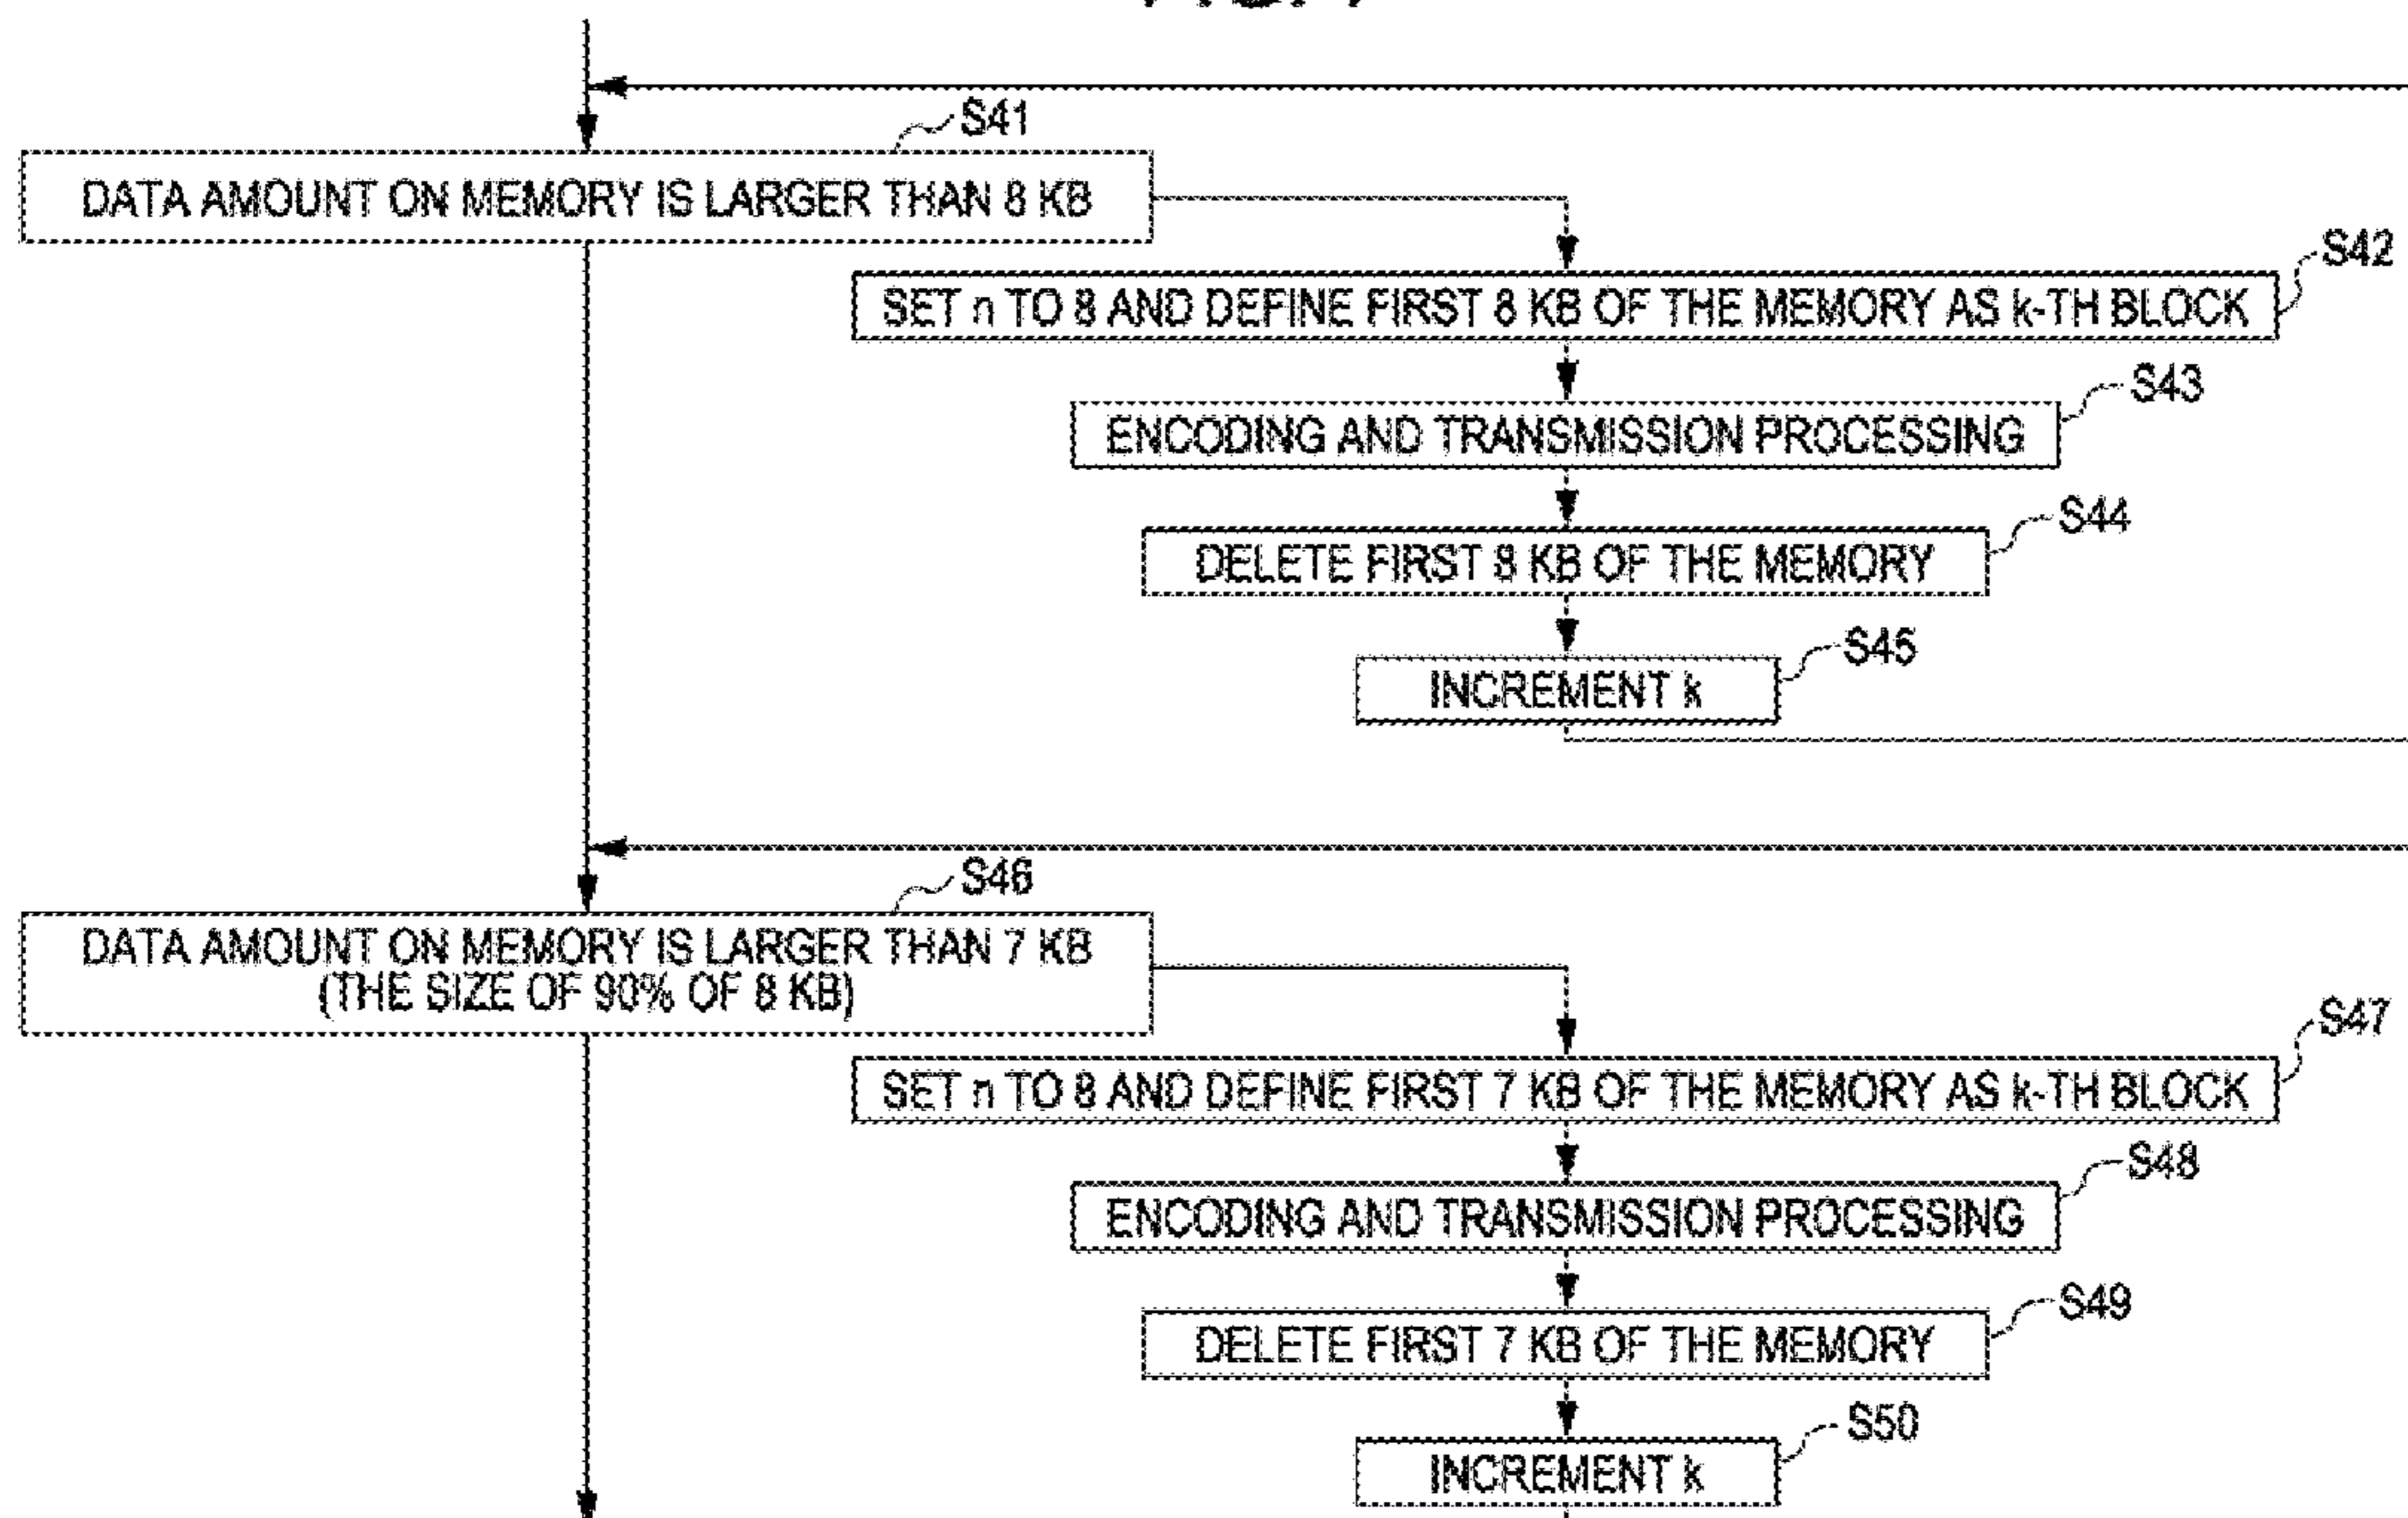 S41
DATA AMOUNT ON MEMORY IS LARGER THAN 8 KB
S42
SET n TO 8 AND DEFINE FIRST 8 KB OF THE MEMORY AS k-TH BLOCK
S43
ENCODING AND TRANSMISSION PROCESSING
S44
DELETE FIRST 8 KB OF THE MEMORY
S45
INCREMENT k
S46
DATA AMOUNT ON MEMORY IS LARGER THAN 7 KB
(THE SIZE OF 90% OF 8 KB)
S47
SET n TO 8 AND DEFINE FIRST 7 KB OF THE MEMORY AS k-TH BLOCK
S48
ENCODING AND TRANSMISSION PROCESSING
S49
DELETE FIRST 7 KB OF THE MEMORY
S50
INCREMENT k